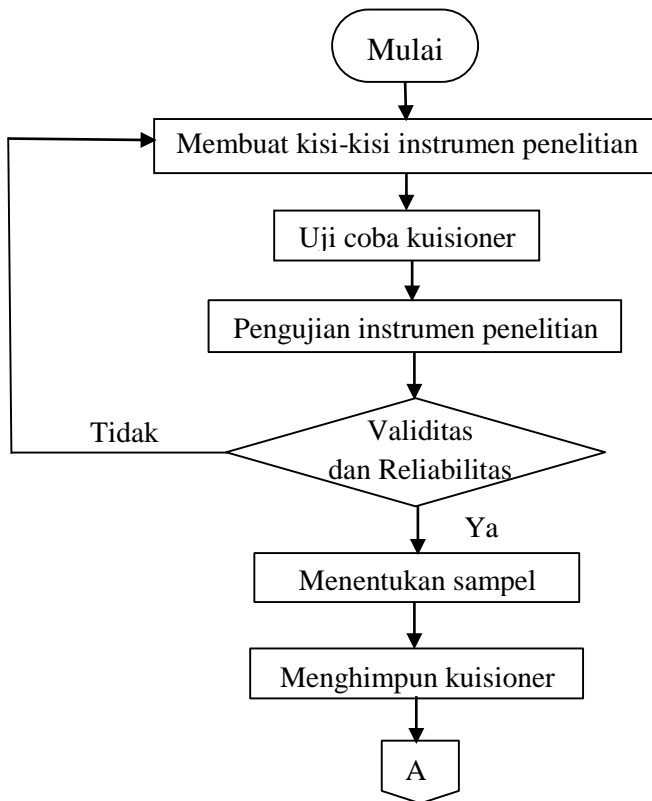 Mulai
Membuat kisi-kisi instrumen penelitian
Uji coba kuisioner
Pengujian instrumen penelitian
Tidak
Validitas
dan Reliabilitas
Ya
Menentukan sampel
Menghimpun kuisioner
A